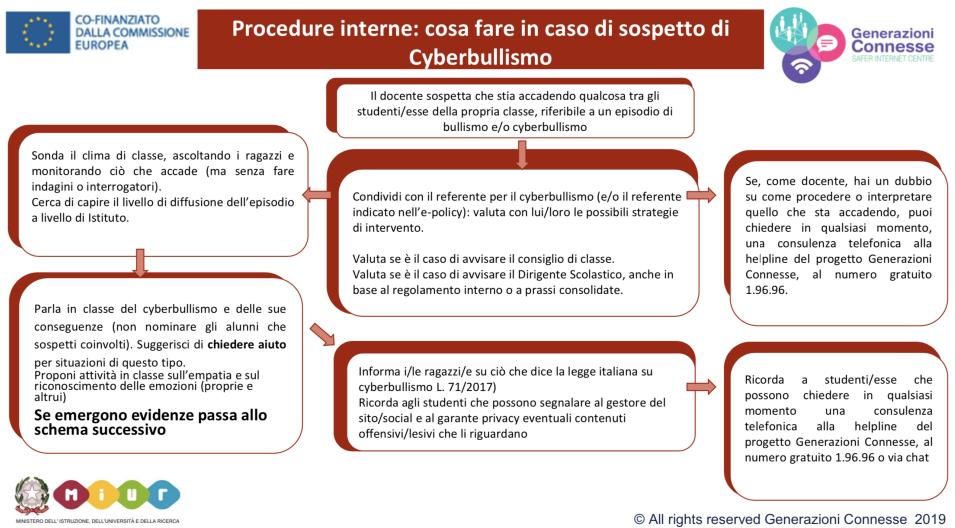 CO-FINANZIATO
DALLA COMMISSIONE
EUROPEA
Procedure interne: cosa fare in caso di sospetto di
Cyberbullismo
Generazioni
Connesse
SAFER INTERNET CENTRE
Il docente sospetta che stia accadendo qualcosa tra gli
studenti/esse della propria classe, riferibile a un episodio di
bullismo e/o cyberbullismo
Sonda il clima di classe, ascoltando i ragazzi e
monitorando ciò che accade (ma senza fare
indagini o interrogatori).
Cerca di capire il livello di diffusione dell'episodio
a livello di Istituto.
Condividi con il referente per il cyberbullismo (e/o il referente
indicato nell'e-policy): valuta con lui/loro le possibili strategie
di intervento.
Valuta se è il caso di avvisare il consiglio di classe.
Valuta se è il caso di avvisare il Dirigente Scolastico, anche in
base al regolamento interno o a prassi consolidate.
Se, come docente, hai un dubbio
su come procedere o interpretare
quello che sta accadendo, puoi
chiedere in qualsiasi momento,
una consulenza telefonica alla
helpline del progetto Generazioni
Connesse, al numero gratuito
1.96.96.
Parla in classe del cyberbullismo e delle sue
conseguenze (non nominare gli alunni che
sospetti coinvolti). Suggerisci di chiedere aiuto
per situazioni di questo tipo.
Proponi attività in classe sull'empatia e sul
riconoscimento delle emozioni (proprie e
altrui)
Se emergono evidenze passa allo
schema successivo
Informa i/le ragazzi/e su ciò che dice la legge italiana su
cyberbullismo L. 71/2017)
Ricorda agli studenti che possono segnalare al gestore del
sito/social e al garante privacy eventuali contenuti
offensivi/lesivi che li riguardano
Ricorda a studenti/esse che
possono chiedere in qualsiasi
momento una consulenza
telefonica alla helpline del
progetto Generazioni Connesse, al
numero gratuito 1.96.96 o via chat
miur
MINISTERO DELL' ISTRUZIONE, DELL'UNIVERSITÀ E DELLA RICERCA
© All rights reserved Generazioni Connesse 2019